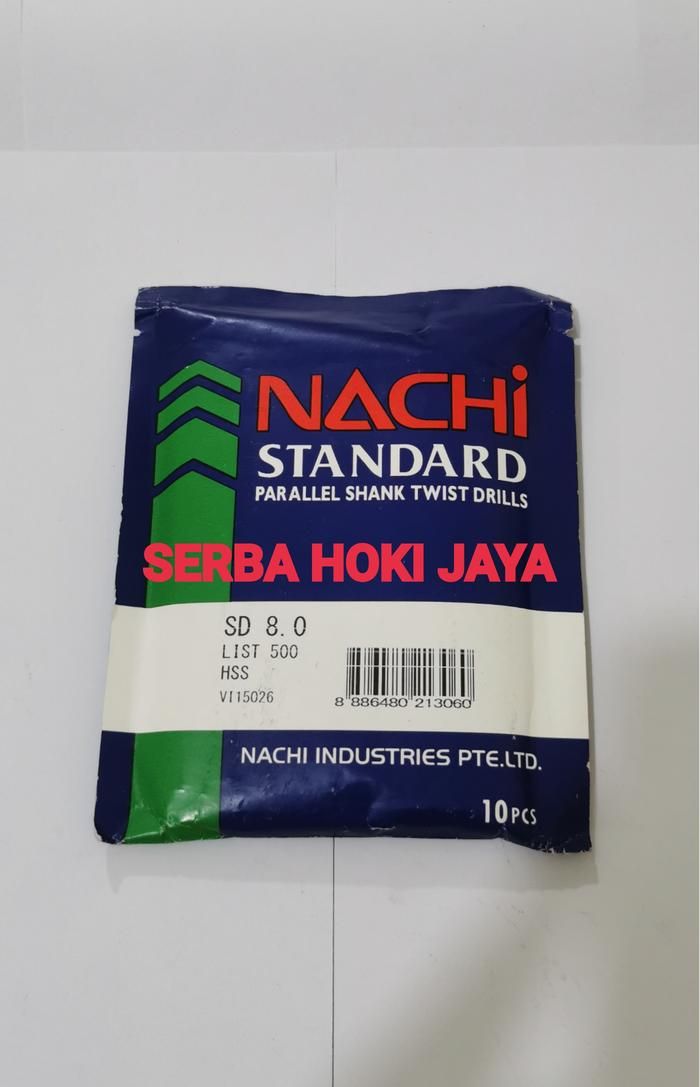 NACHi
STANDARD
PARALLEL SHANK TWIST DRILLS
SERBA HOKI JAYA
SD 8.0
LIST 500
HSS
VI15026
8 886480 213060
NACHI INDUSTRIES PTE.LTD.
10PCS